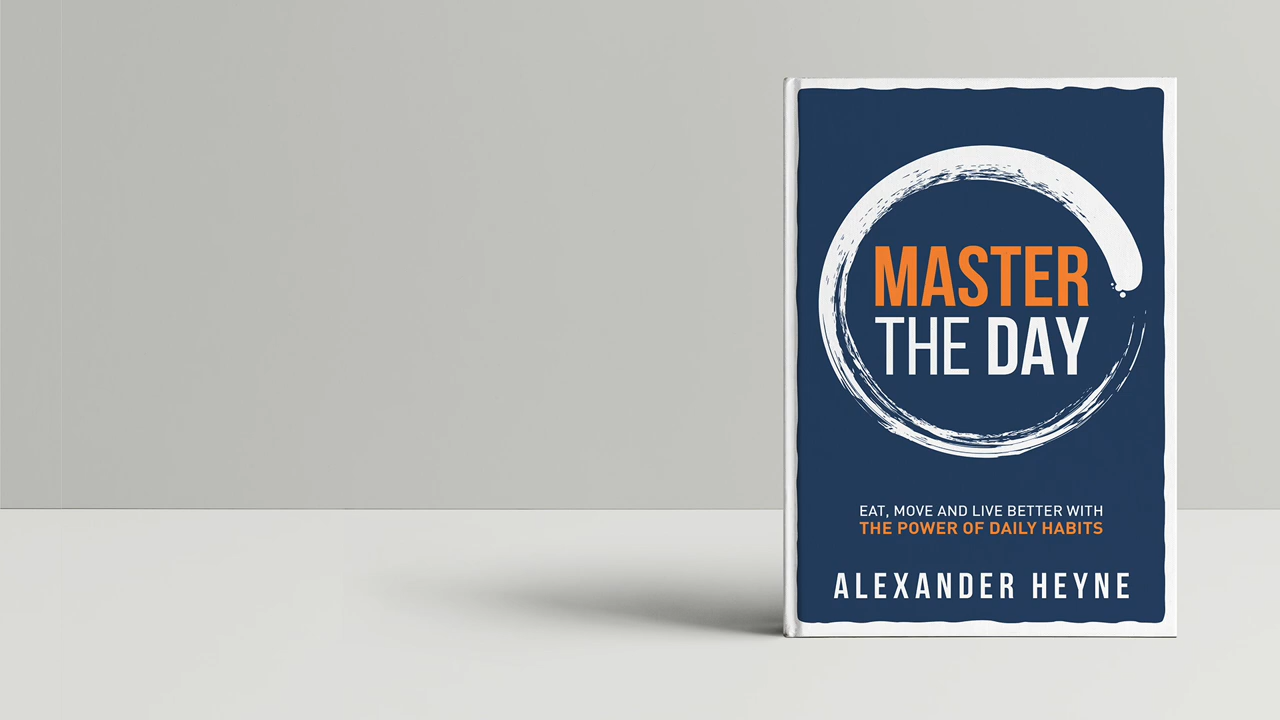 MASTER
THE DAY
EAT, MOVE AND LIVE BETTER WITH
THE POWER OF DAILY HABITS
ALEXANDER HEYNE